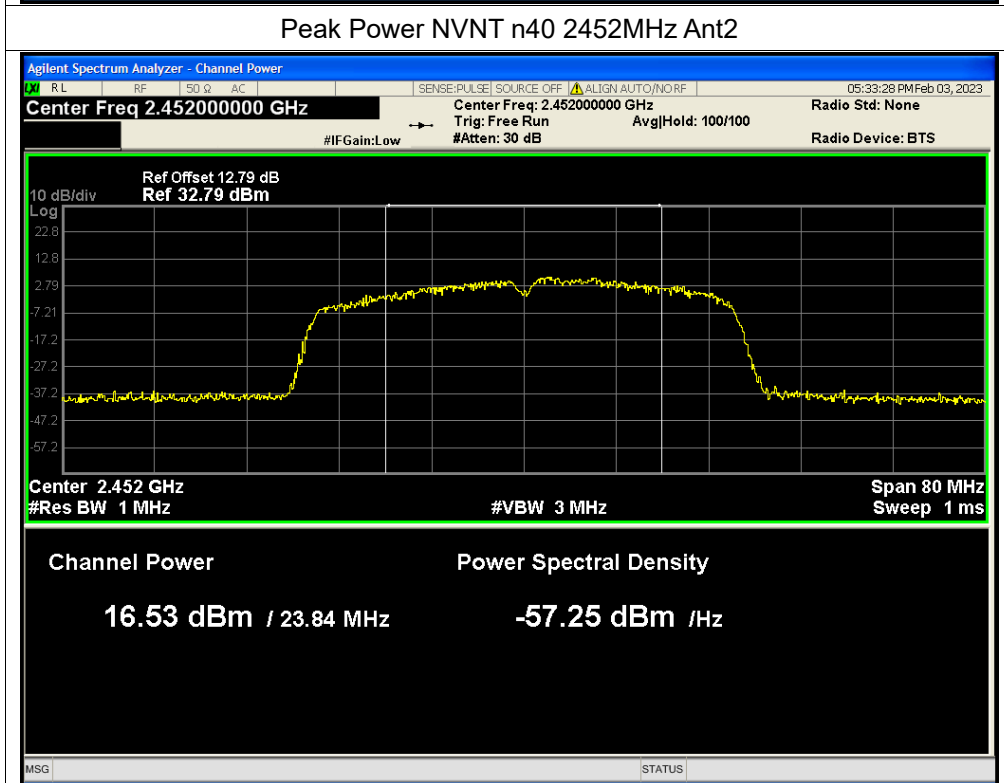 Peak Power NVNT n40 2452MHz Ant2
Agilent Spectrum Analyzer - Channel Power
LXI RL RF 50 Ω AC SENSE:PULSE SOURCE OFF ALIGN AUTO/NO RF 05:33:28 PM Feb 03, 2023
Center Freq 2.452000000 GHz Center Freq: 2.452000000 GHz Radio Std: None
Trig: Free Run Avg|Hold: 100/100
#IFGain:Low #Atten: 30 dB Radio Device: BTS
Ref Offset 12.79 dB
10 dB/div Ref 32.79 dBm
Log
22.8
12.8
2.79
-7.21
-17.2
-27.2
-37.2
-47.2
-57.2
Center 2.452 GHz Span 80 MHz
#Res BW 1 MHz #VBW 3 MHz Sweep 1 ms
Channel Power Power Spectral Density
16.53 dBm / 23.84 MHz -57.25 dBm /Hz
MSG STATUS